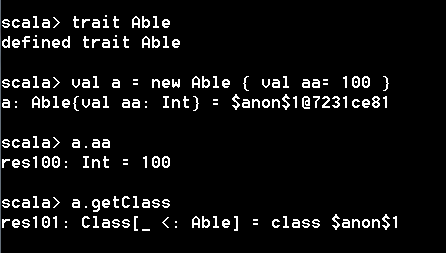 scala> trait Able
defined trait Able
scala> val a = new Able { val aa= 100 }
a: Able{val aa: Int} = $anon$1@7231ce81
scala> a.aa
res100: Int = 100
scala> a.getClass
res101: Class[_ <: Able] = class $anon$1